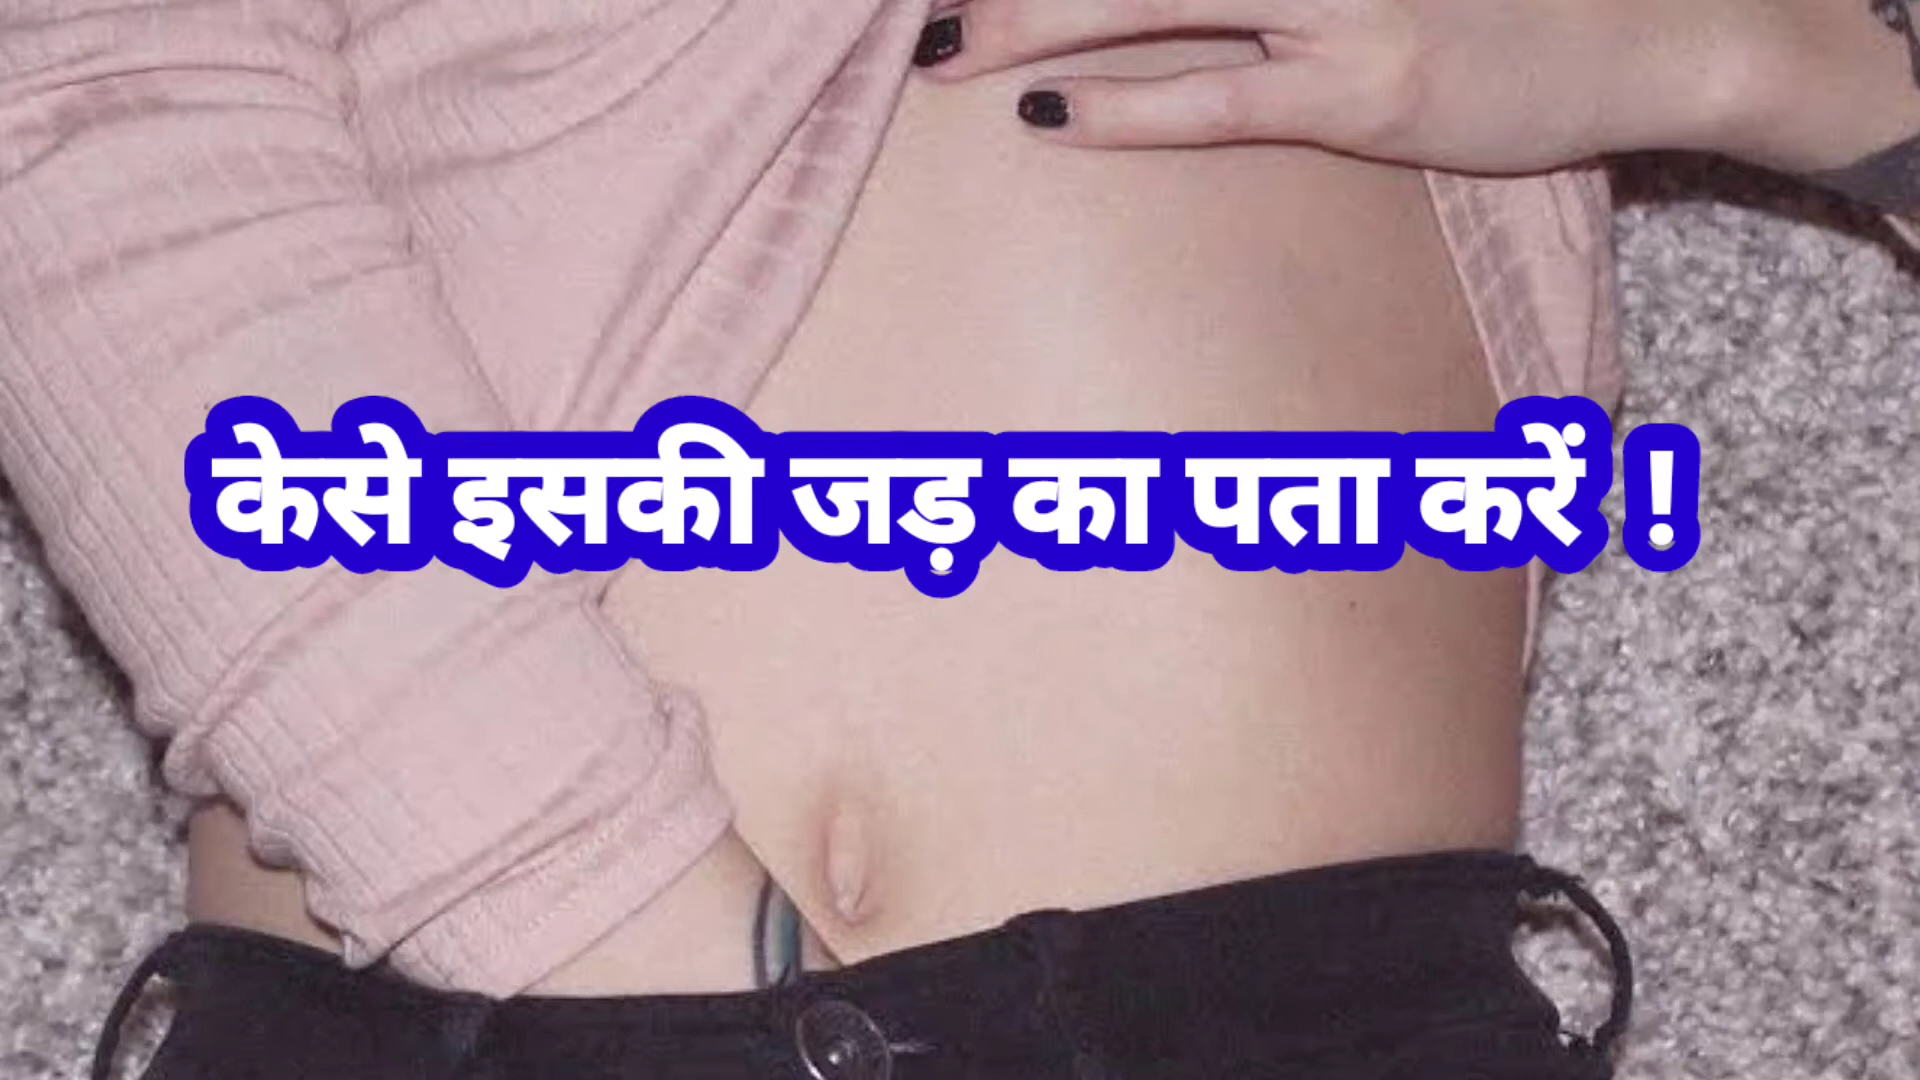 केसे इसकी जड़ का पता करें !